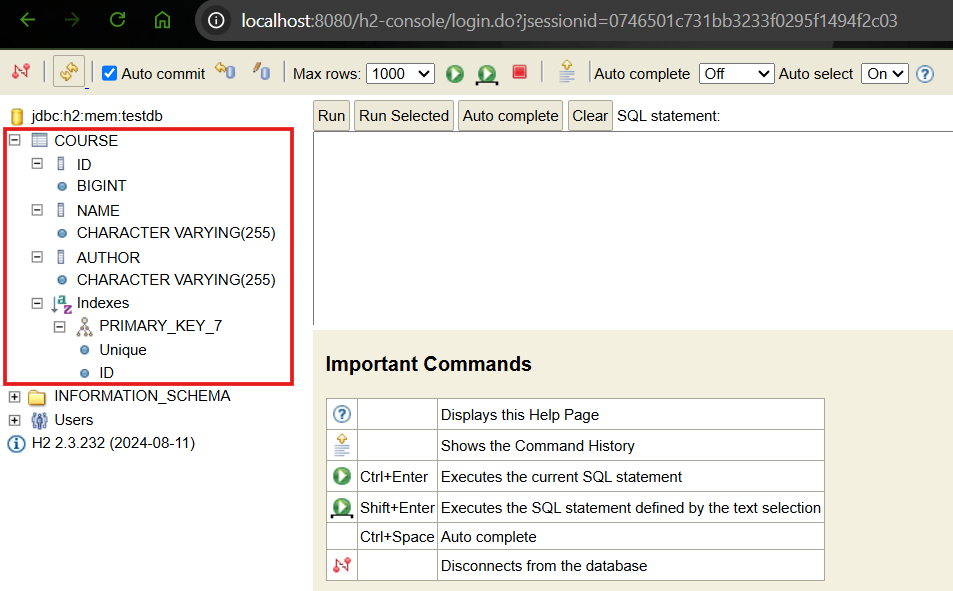 localhost:8080/h2-console/login.do?jsessionid=0746501c731bb3233f0295f1494f2c03
Auto commit Max rows: 1000 Auto complete Off Auto select On ?
jdbc:h2:mem:testdb
COURSE
ID
BIGINT
NAME
CHARACTER VARYING(255)
AUTHOR
CHARACTER VARYING(255)
Indexes
PRIMARY_KEY_7
Unique
ID
INFORMATION_SCHEMA
Users
H2 2.3.232 (2024-08-11)
Run Run Selected Auto complete Clear SQL statement:
Important Commands
? Displays this Help Page
Shows the Command History
Ctrl+Enter Executes the current SQL statement
Shift+Enter Executes the SQL statement defined by the text selection
Ctrl+Space Auto complete
Disconnects from the database